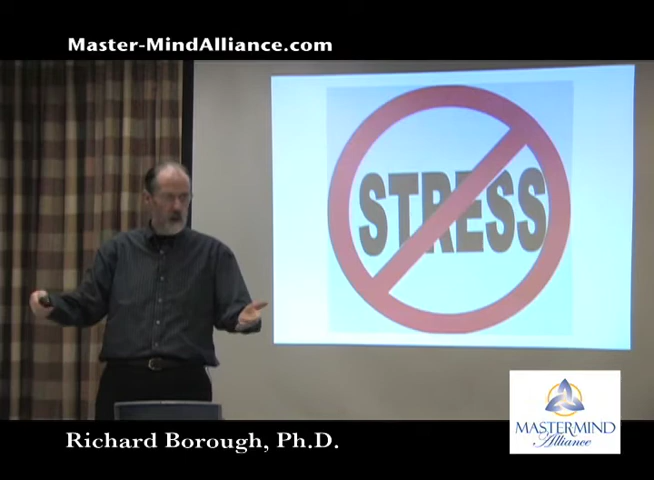 Master-MindAlliance.com
STRESS
Richard Borough, Ph.D.
MASTERMIND
Alliance